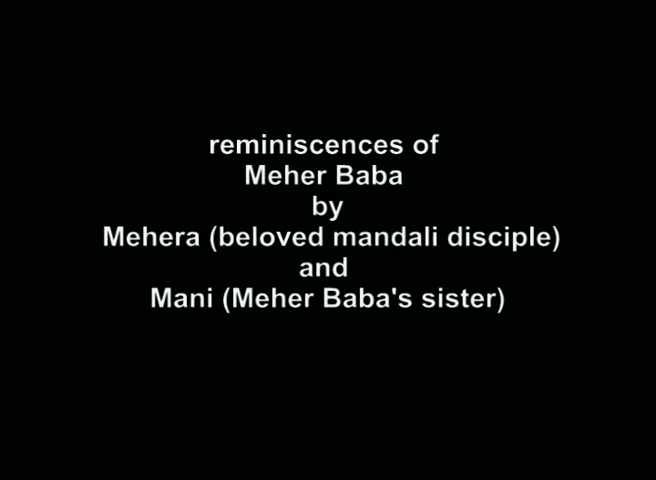 reminiscences of
Meher Baba
by
Mehera (beloved mandali disciple)
and
Mani (Meher Baba's sister)